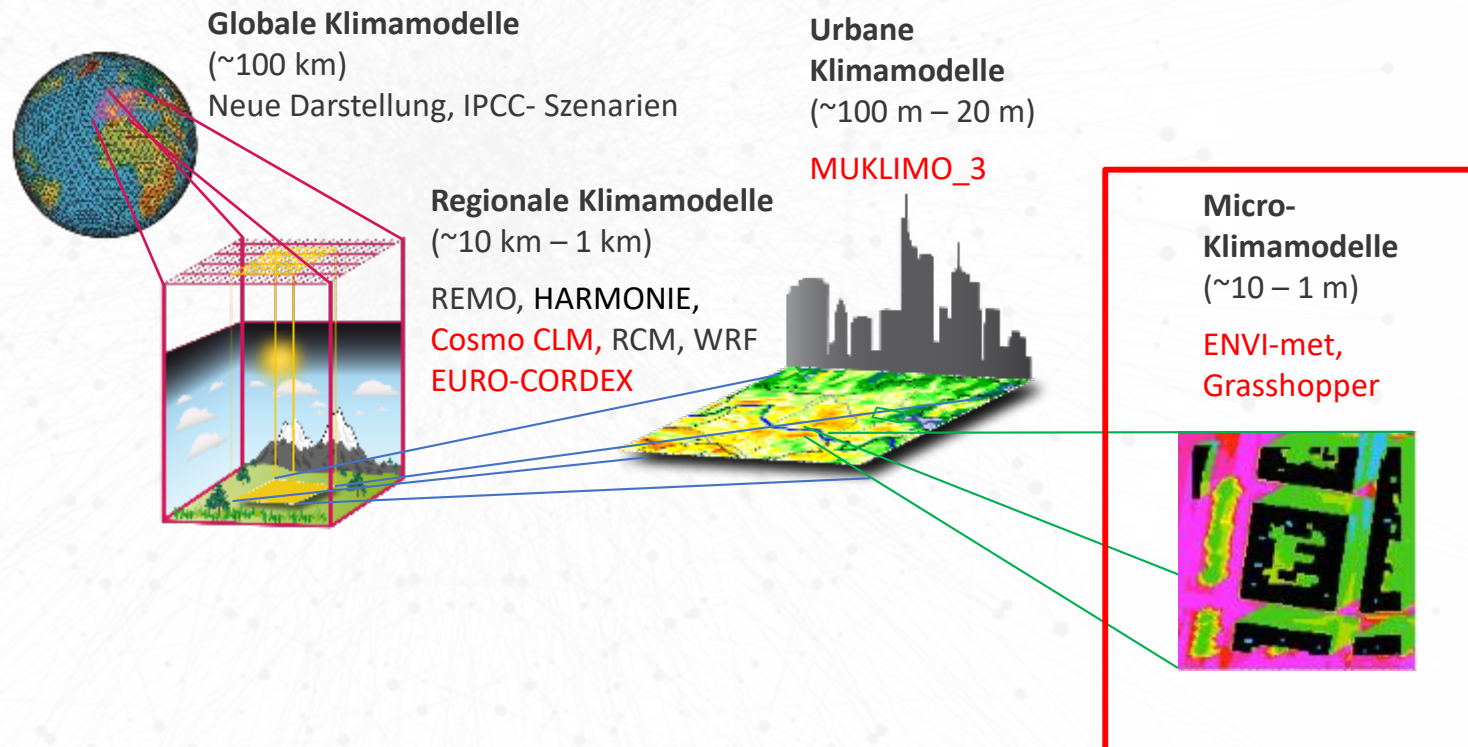 Globale Klimamodelle
(~100 km)
Neue Darstellung, IPCC- Szenarien
Regionale Klimamodelle
(~10 km – 1 km)
REMO, HARMONIE,
Cosmo CLM, RCM, WRF
EURO-CORDEX
Urbane
Klimamodelle
(~100 m – 20 m)
MUKLIMO_3
Micro-
Klimamodelle
(~10 – 1 m)
ENVI-met,
Grasshopper